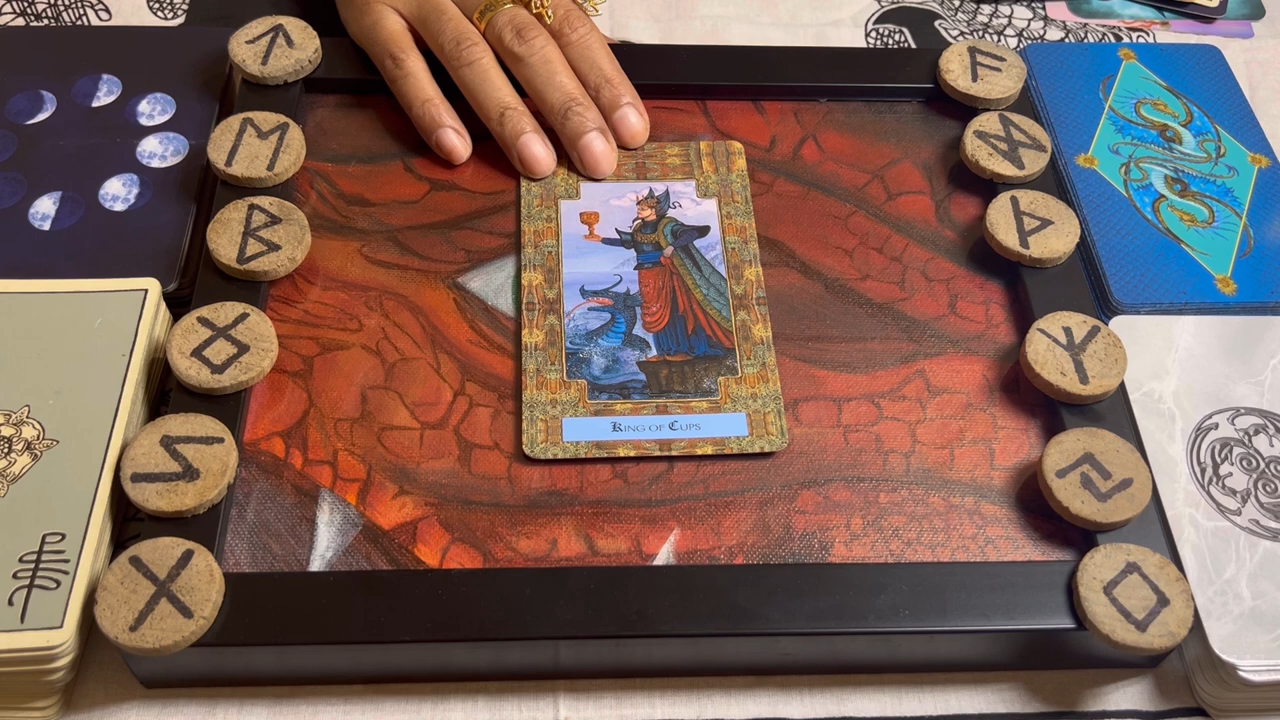 ᛏ
ᛖ
ᛒ
ᛊ
ᚷ
KING OF CUPS
ᚨ
ᛞ
ᚦ
ᛉ
ᛃ
ᛜ